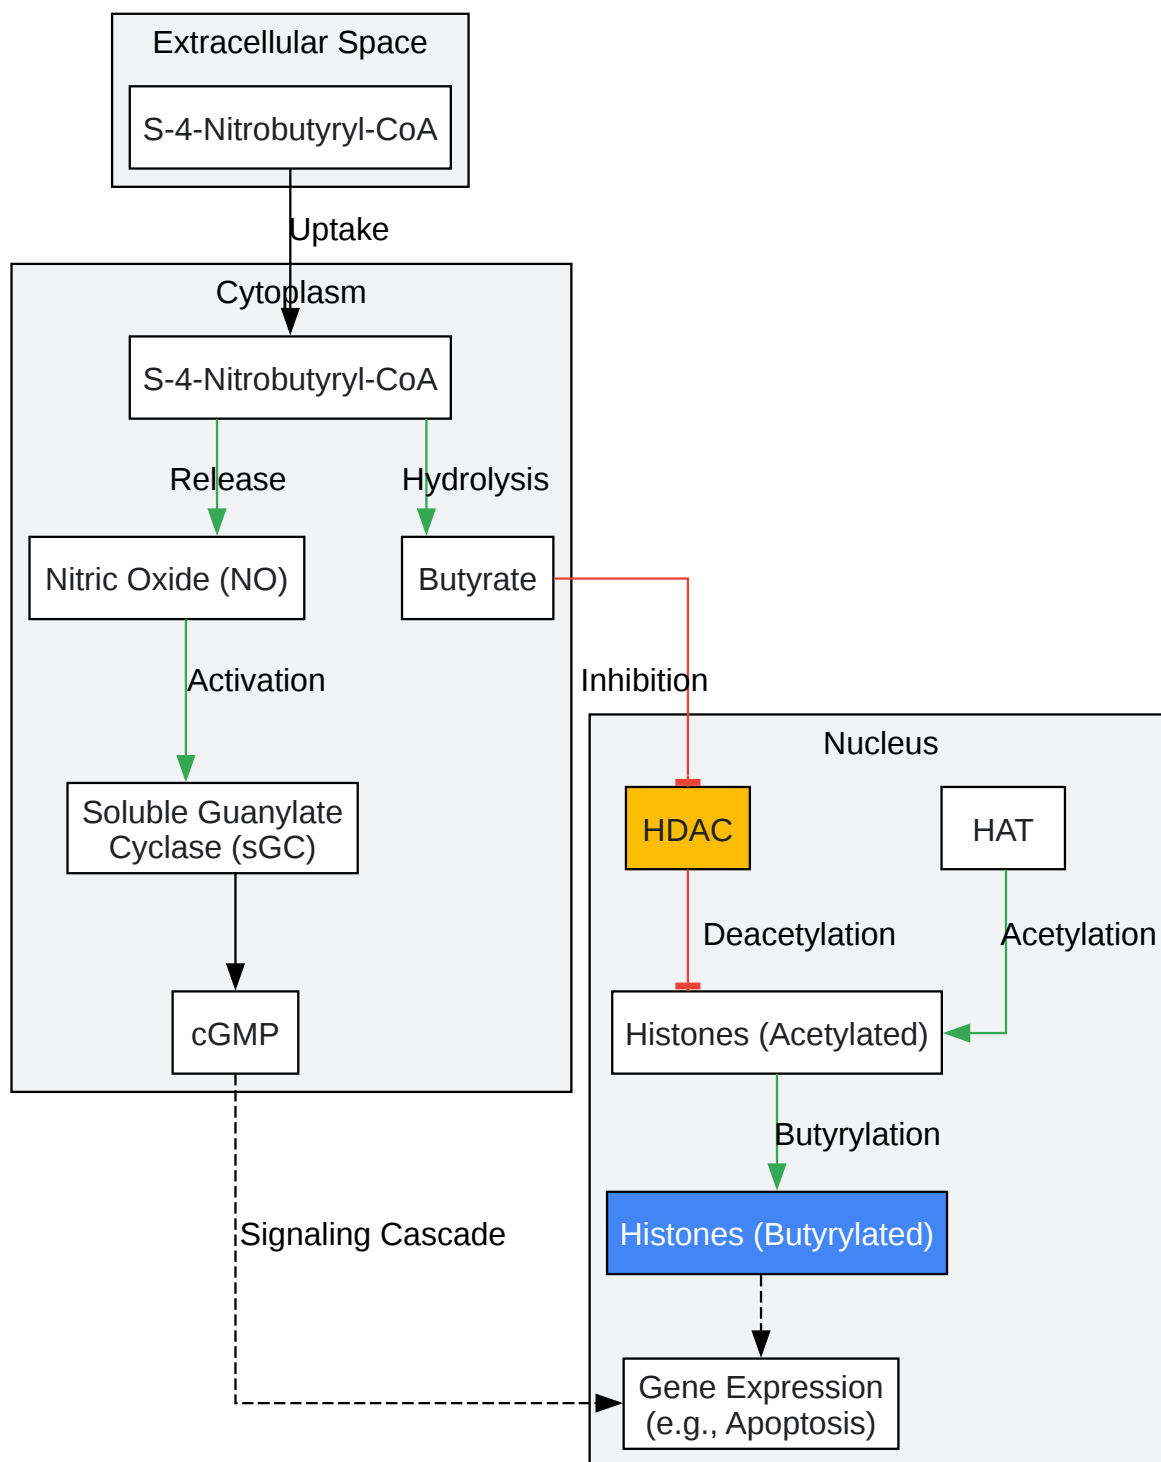 Extracellular Space
S-4-Nitrobutyryl-CoA
Uptake
Cytoplasm
S-4-Nitrobutyryl-CoA
Release
Hydrolysis
Nitric Oxide (NO)
Butyrate
Activation
Inhibition
Soluble Guanylate
Cyclase (sGC)
cGMP
Nucleus
HDAC
HAT
Deacetylation
Acetylation
Histones (Acetylated)
Butyrylation
Histones (Butyrylated)
Signaling Cascade
Gene Expression
(e.g., Apoptosis)